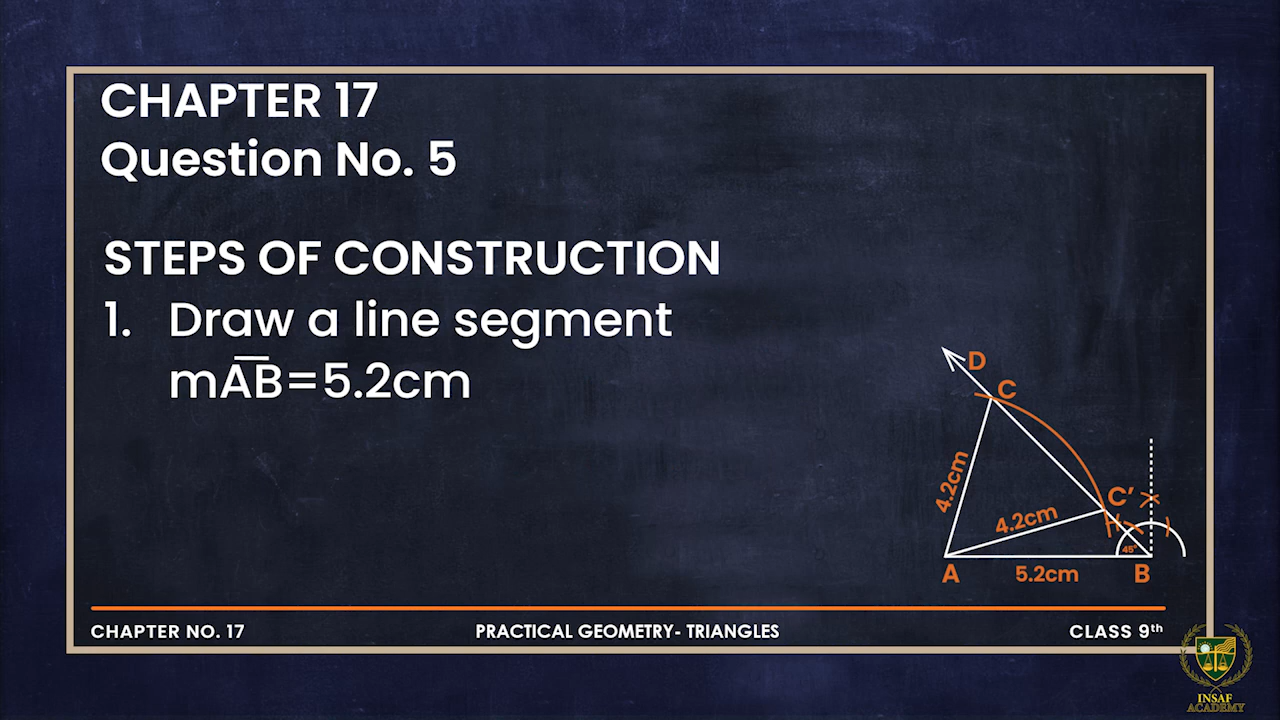 CHAPTER 17
Question No. 5
STEPS OF CONSTRUCTION
1. Draw a line segment
mA̅B̅=5.2cm
D
C
4.2cm
C'
4.2cm
45°
A
5.2cm
B
CHAPTER NO. 17
PRACTICAL GEOMETRY- TRIANGLES
CLASS 9th
INSAF
ACADEMY